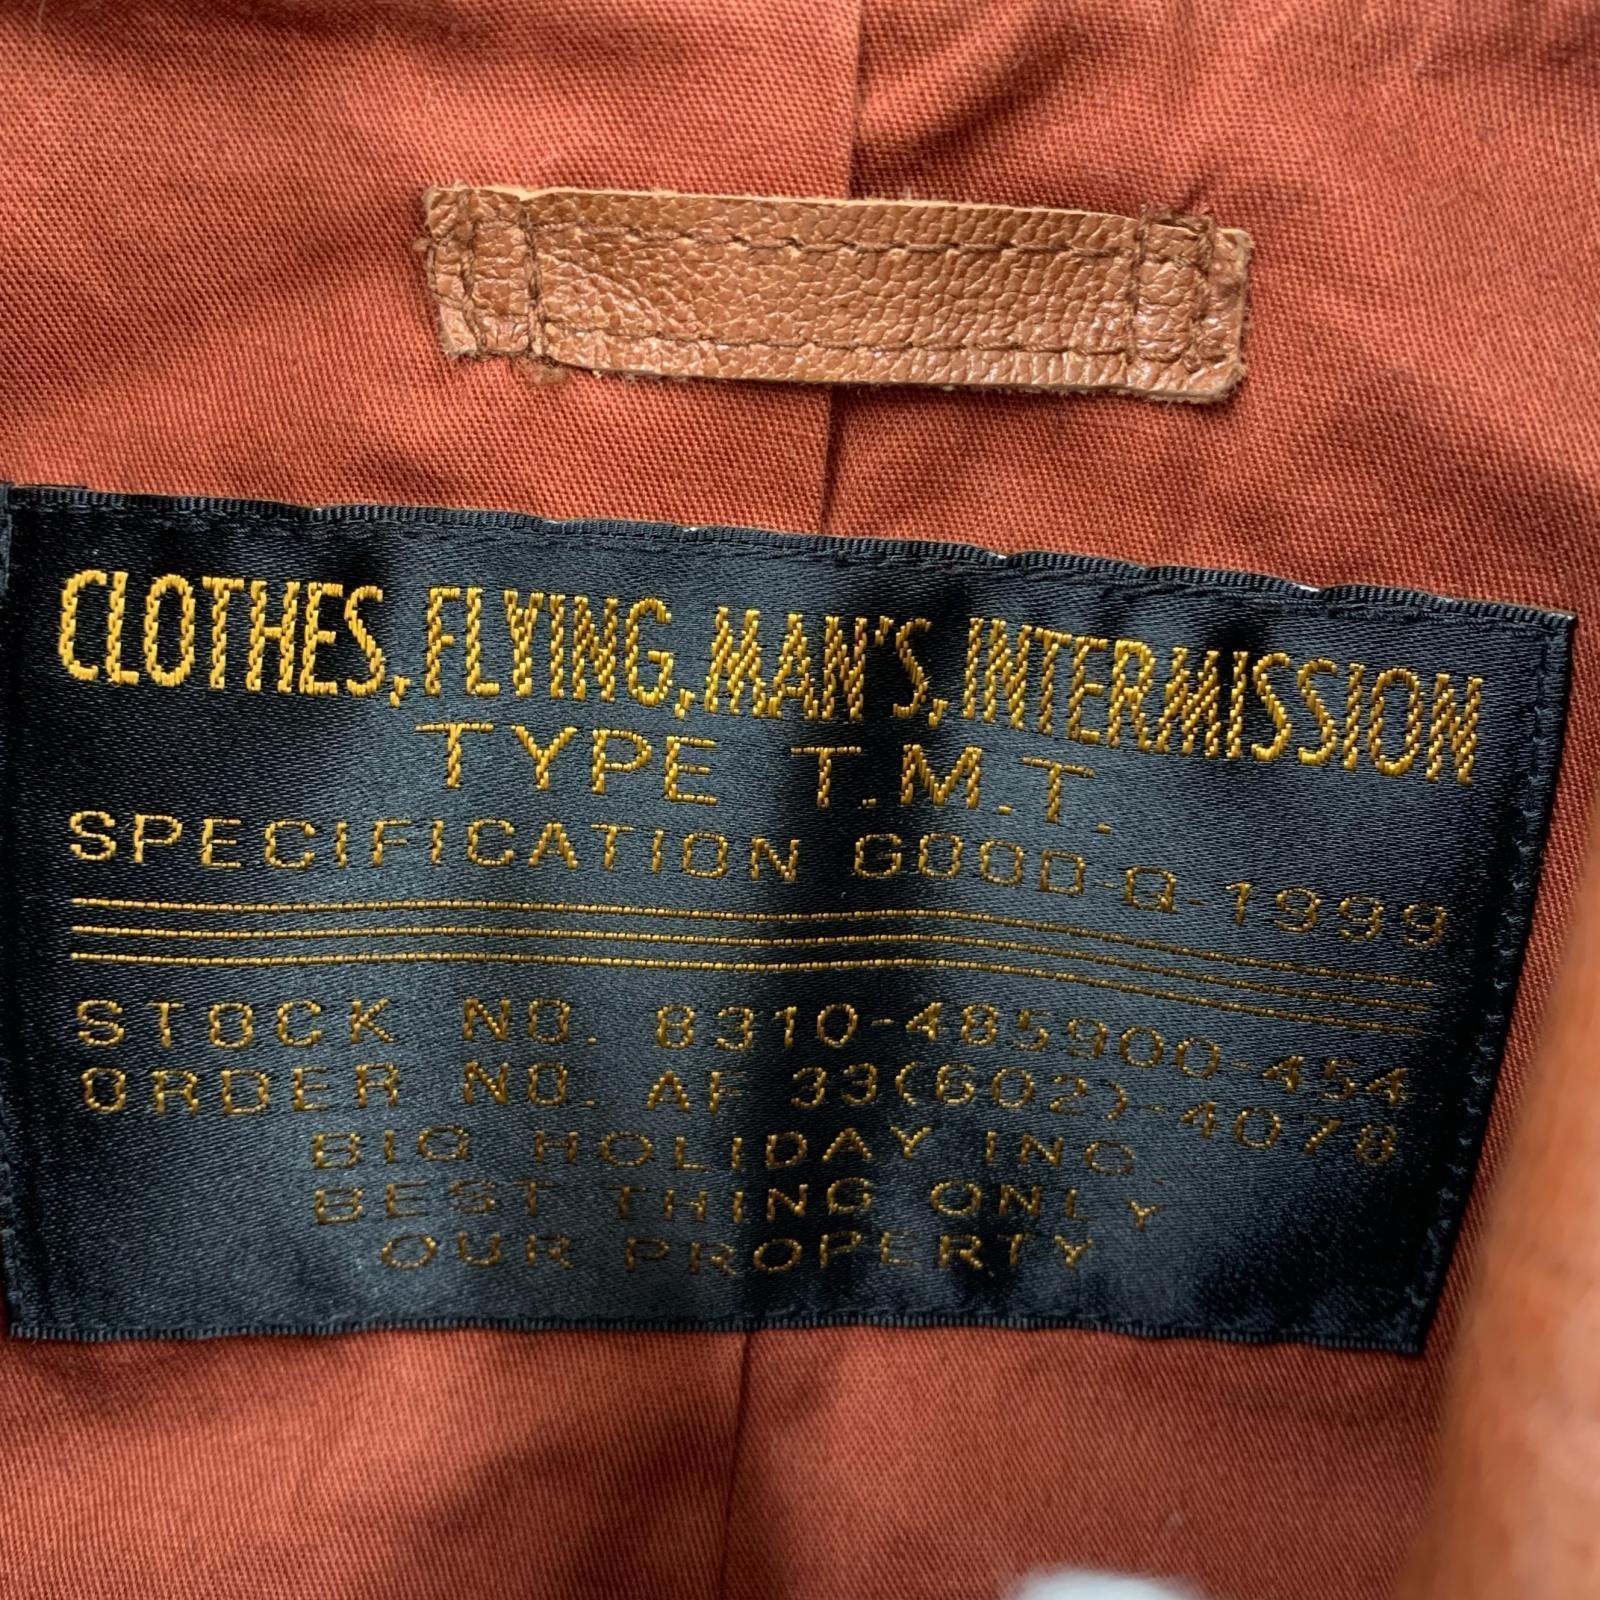 CLOTHES, FLYING, MAN'S, INTERMISSION
TYPE T.M.T.
SPECIFICATION GOOD-Q-1999
STOCK NO. 8310-485900-454
ORDER NO. AF 33(602)-4078
BIG HOLIDAY INC.
BEST THING ONLY
OUR PROPERTY